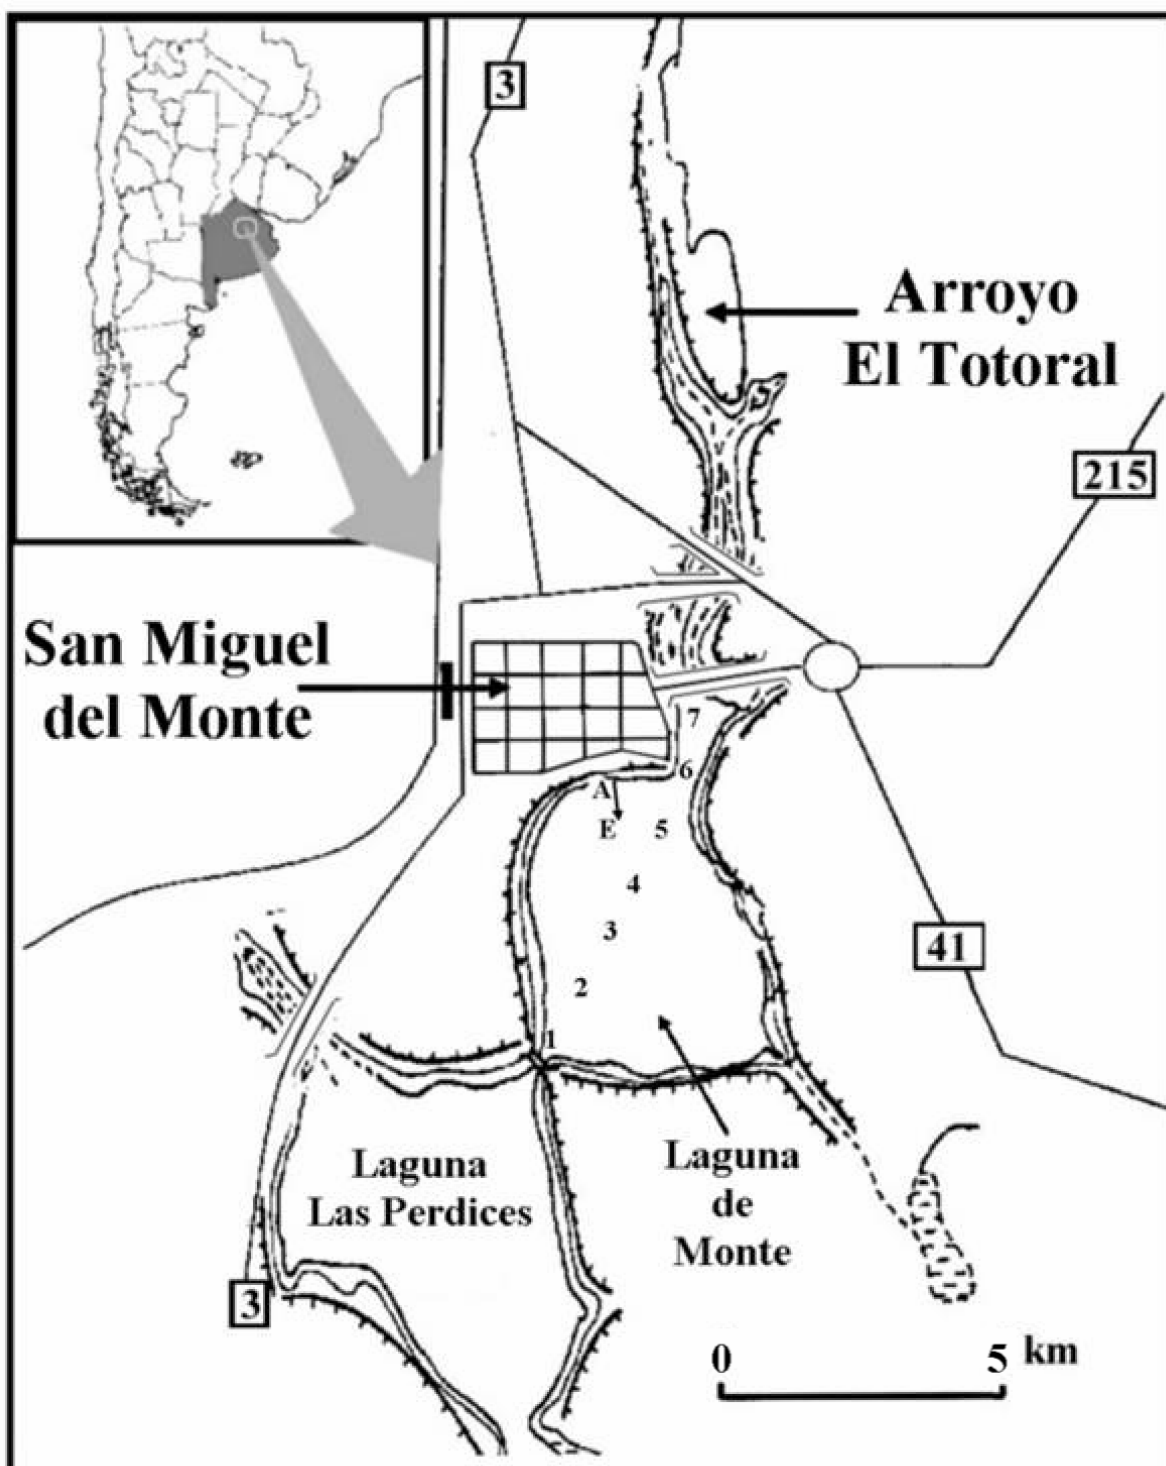 3
Arroyo
El Totoral
215
San Miguel
del Monte
7
6
A
E
5
4
3
2
1
41
Laguna
Las Perdices
Laguna
de
Monte
3
0
5 km